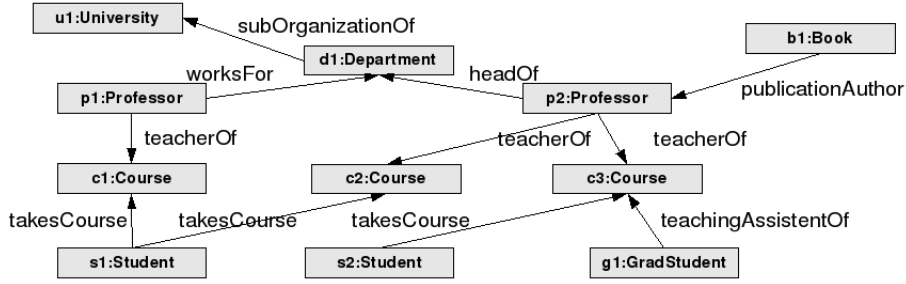 u1:University
subOrganizationOf
b1:Book
d1:Department
worksFor
headOf
publicationAuthor
p1:Professor
p2:Professor
teacherOf
teacherOf
teacherOf
c1:Course
c2:Course
c3:Course
takesCourse
takesCourse
takesCourse
teachingAssistentOf
s1:Student
s2:Student
g1:GradStudent